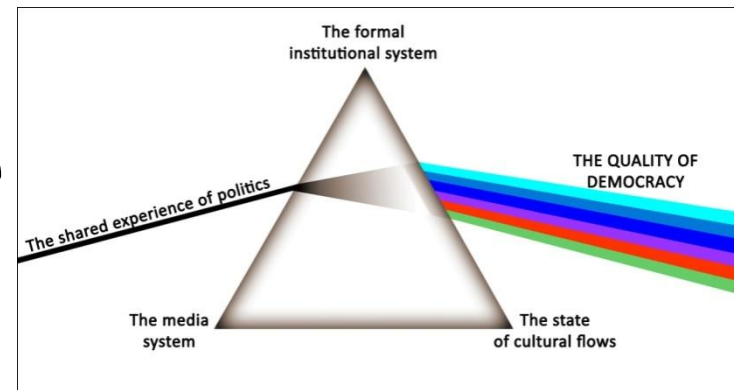 The formal
institutional system
The shared experience of politics
THE QUALITY OF
DEMOCRACY
The media
system
The state
of cultural flows